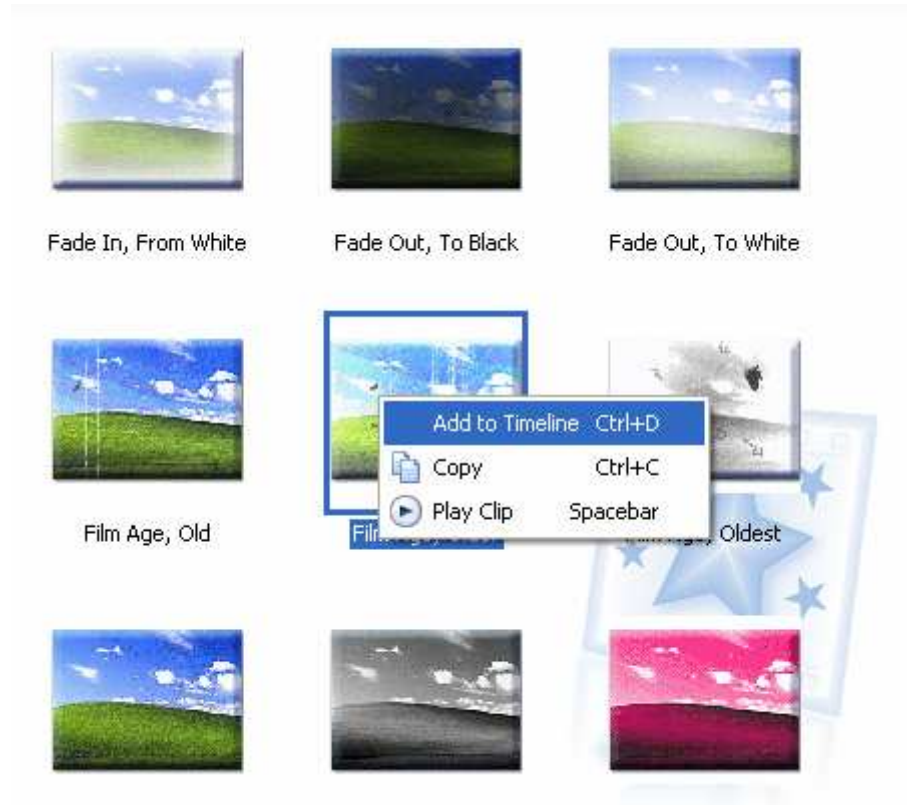 Fade In, From White
Fade Out, To Black
Fade Out, To White
Add to Timeline Ctrl+D
Copy Ctrl+C
Play Clip Spacebar
Film Age, Old
Film
Oldest